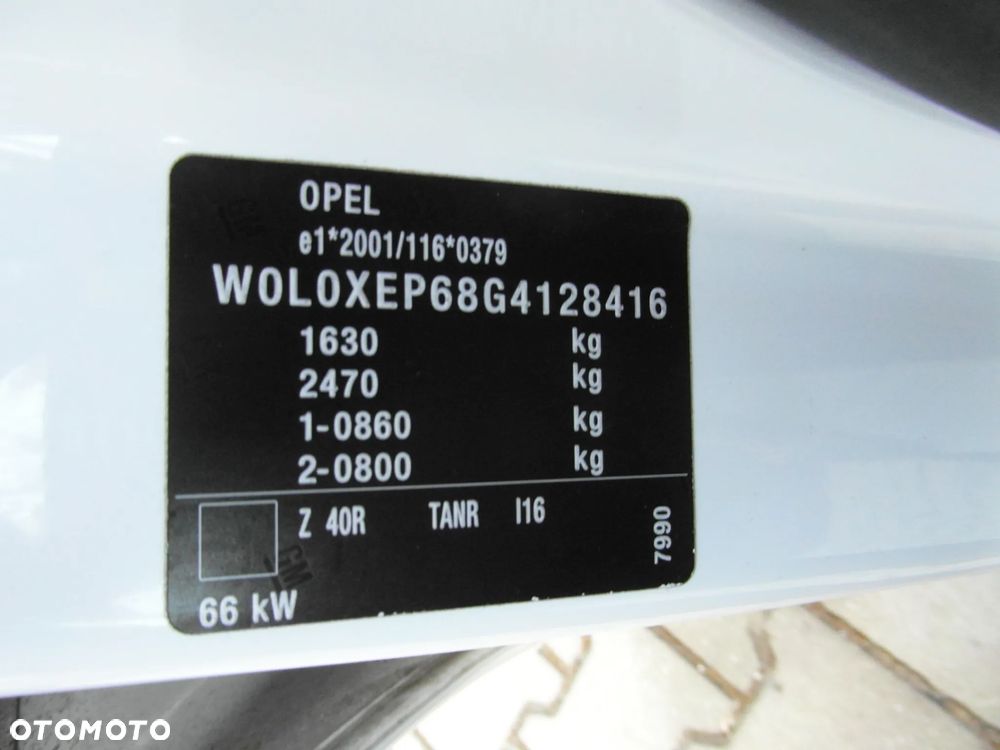 OPEL
e1*2001/116*0379
W0L0XEP68G4128416
1630 kg
2470 kg
1-0860 kg
2-0800 kg
Z 40R TANR I16
7990
GM
66 kW
OTOMOTO